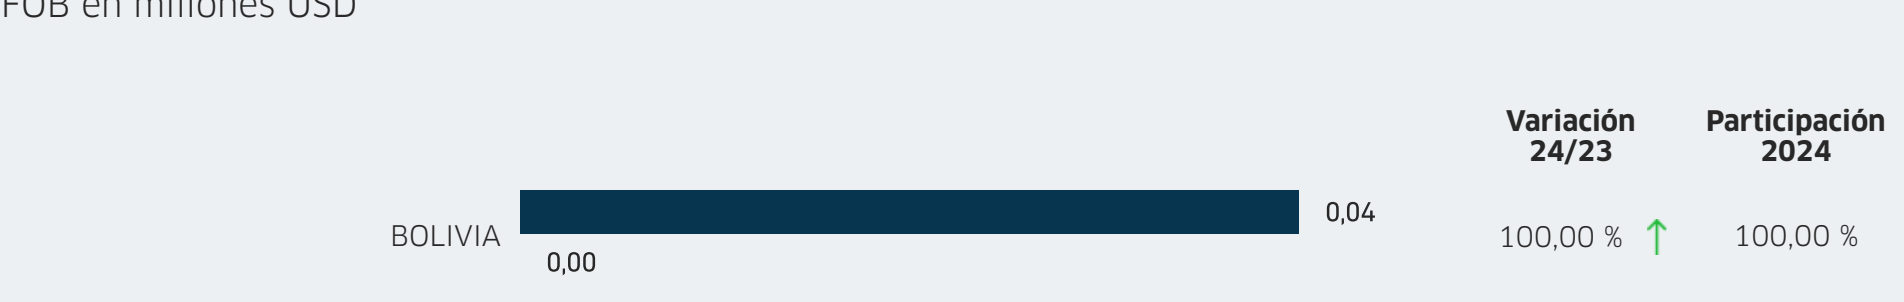 FOB en millones USD
Variación 24/23
Participación 2024
BOLIVIA
0,04
0,00
100,00 %
100,00 %